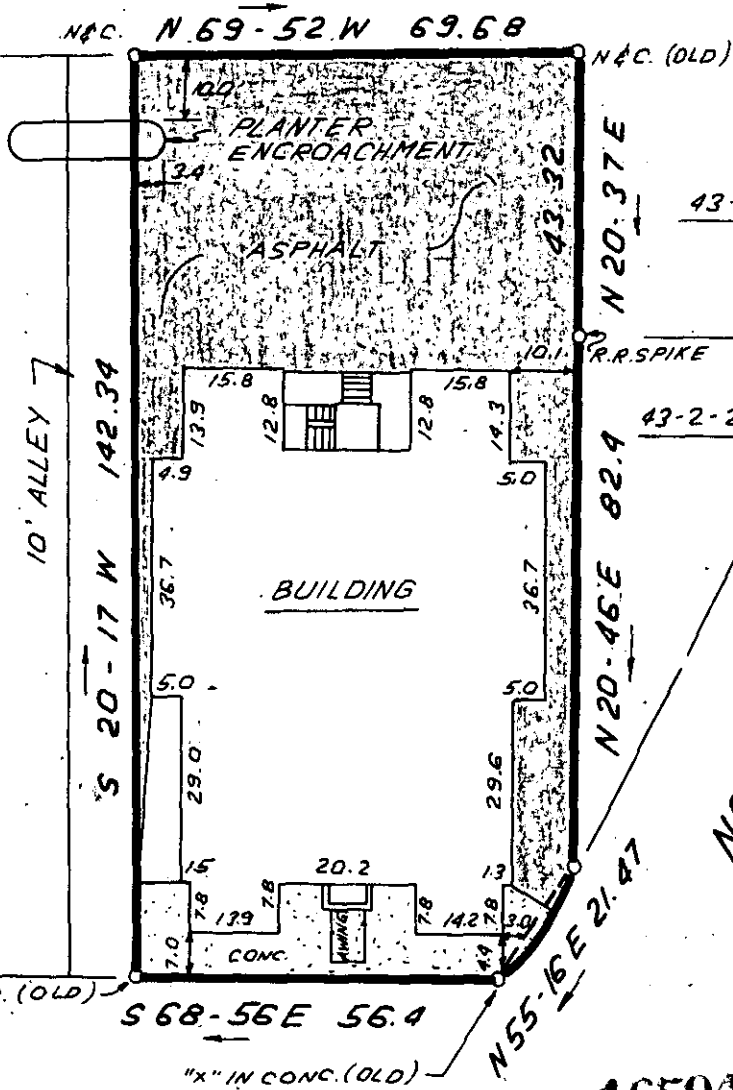 N&C.
N 69-52 W 69.68
N&C. (OLD)
10.0
PLANTER
ENCROACHMENT
3.4
43.32
N 20-37 E
43-
ASPHALT
R.R. SPIKE
10.1
15.8
15.8
13.9
12.8
12.8
14.3
10' ALLEY
S 20-17 W 142.34
4.9
5.0
43-2-2
82.4
N 20-46 E
36.7
BUILDING
36.7
5.0
5.0
29.0
29.6
1.5
20.2
1.3
7.8
7.8
7.8
7.8
13.9
14.2
3.0
7.0
CONC.
AWING
4.4
N 55-16 E 21.47
. (OLD)
S 68-56 E 56.4
"X" IN CONC. (OLD)